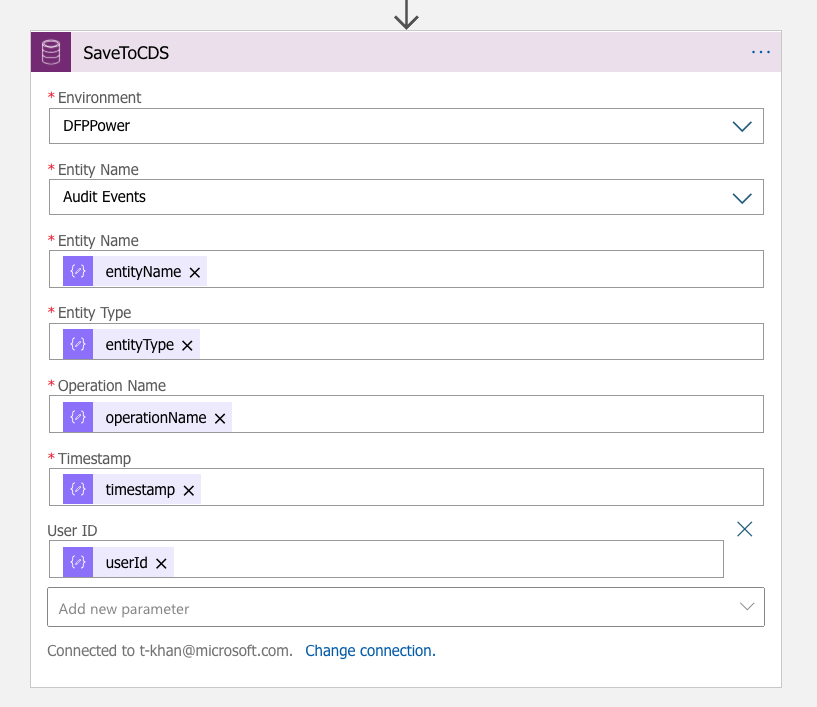 SaveToCDS
* Environment
DFPPower
* Entity Name
Audit Events
* Entity Name
entityName
* Entity Type
entityType
* Operation Name
operationName
* Timestamp
timestamp
User ID
userId
Add new parameter
Connected to t-khan@microsoft.com. Change connection.